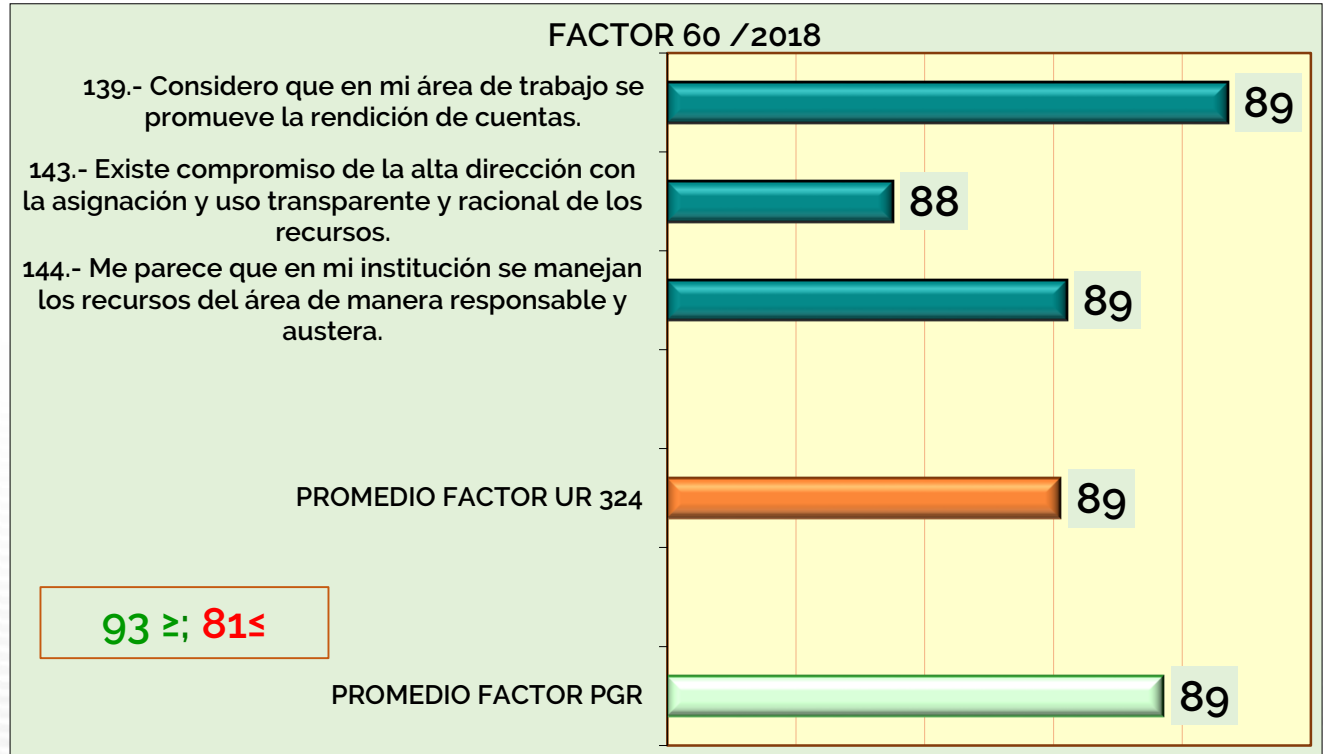 FACTOR 60 /2018
139.- Considero que en mi área de trabajo se
promueve la rendición de cuentas.
89
143.- Existe compromiso de la alta dirección con
la asignación y uso transparente y racional de los
recursos.
88
144.- Me parece que en mi institución se manejan
los recursos del área de manera responsable y
austera.
89
PROMEDIO FACTOR UR 324
89
93 ≥; 81≤
PROMEDIO FACTOR PGR
89